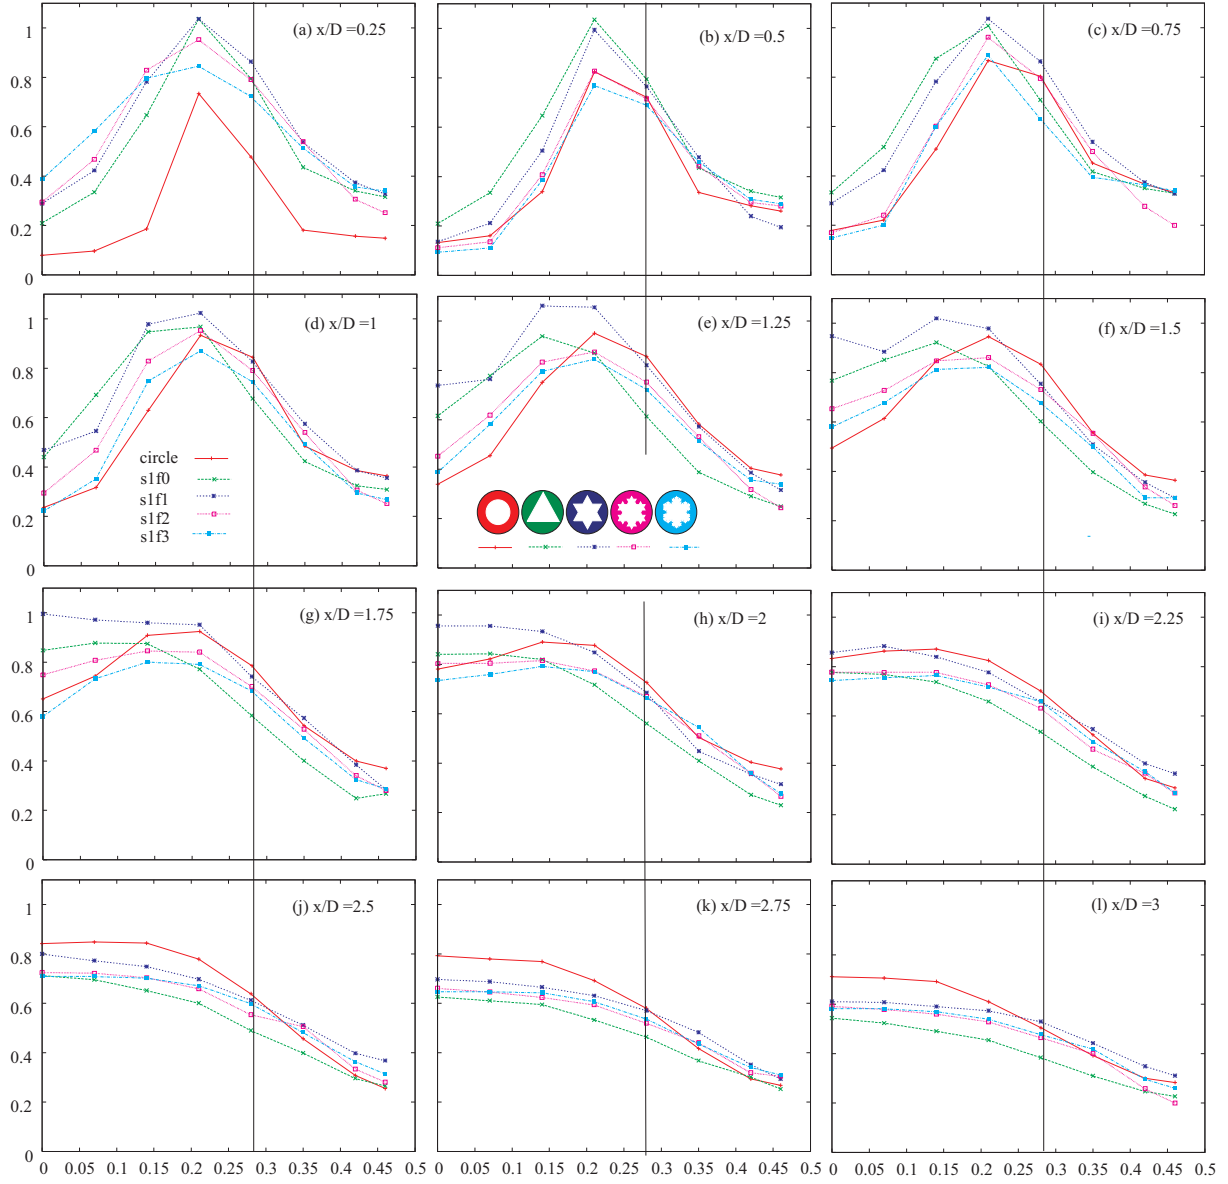 (a) x/D =0.25
(b) x/D =0.5
(c) x/D =0.75
1
0.8
0.6
0.4
0.2
0
0 0.05 0.1 0.15 0.2 0.25 0.3 0.35 0.4 0.45 0.5
0 0.05 0.1 0.15 0.2 0.25 0.3 0.35 0.4 0.45 0.5
0 0.05 0.1 0.15 0.2 0.25 0.3 0.35 0.4 0.45 0.5
(d) x/D =1
(e) x/D =1.25
(f) x/D =1.5
1
0.8
0.6
0.4
0.2
0
circle
s1f0
s1f1
s1f2
s1f3
(g) x/D =1.75
(h) x/D =2
(i) x/D =2.25
1
0.8
0.6
0.4
0.2
0
(j) x/D =2.5
(k) x/D =2.75
(l) x/D =3
1
0.8
0.6
0.4
0.2
0